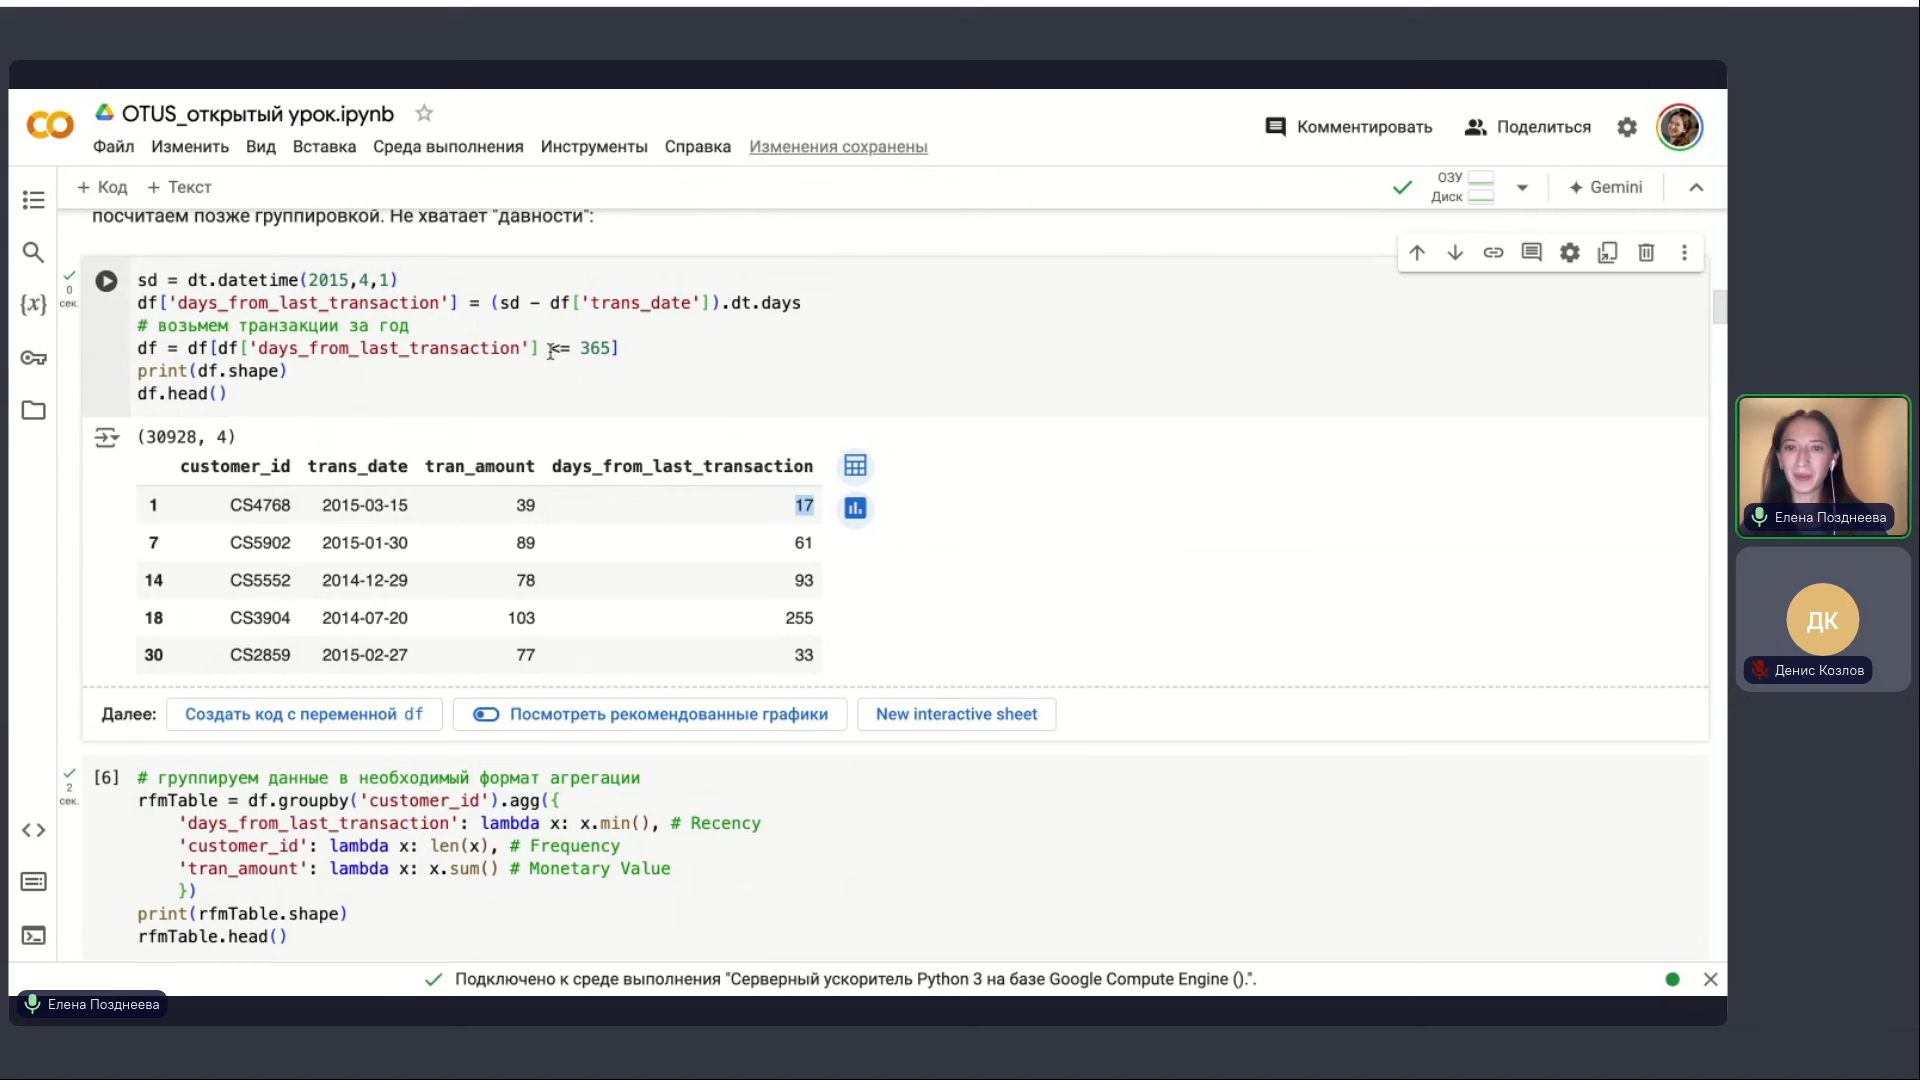 OTUS_открытый урок.ipynb
Комментировать
Поделиться
Файл Изменить Вид Вставка Среда выполнения Инструменты Справка Изменения сохранены
+ Код + Текст
ОЗУ
Диск
Gemini
посчитаем позже группировкой. Не хватает "давности":
0
сек.
sd = dt.datetime(2015,4,1)
df['days_from_last_transaction'] = (sd - df['trans_date']).dt.days
# возьмем транзакции за год
df = df[df['days_from_last_transaction'] <= 365]
print(df.shape)
df.head()
(30928, 4)
customer_id trans_date tran_amount days_from_last_transaction
1 CS4768 2015-03-15 39 17
7 CS5902 2015-01-30 89 61
14 CS5552 2014-12-29 78 93
18 CS3904 2014-07-20 103 255
30 CS2859 2015-02-27 77 33
Далее: Создать код с переменной df Посмотреть рекомендованные графики New interactive sheet
2
сек.
[6] # группируем данные в необходимый формат агрегации
rfmTable = df.groupby('customer_id').agg({
'days_from_last_transaction': lambda x: x.min(), # Recency
'customer_id': lambda x: len(x), # Frequency
'tran_amount': lambda x: x.sum() # Monetary Value
})
print(rfmTable.shape)
rfmTable.head()
Подключено к среде выполнения "Серверный ускоритель Python 3 на базе Google Compute Engine ().".
Елена Позднеева
Елена Позднеева
ДК
Денис Козлов